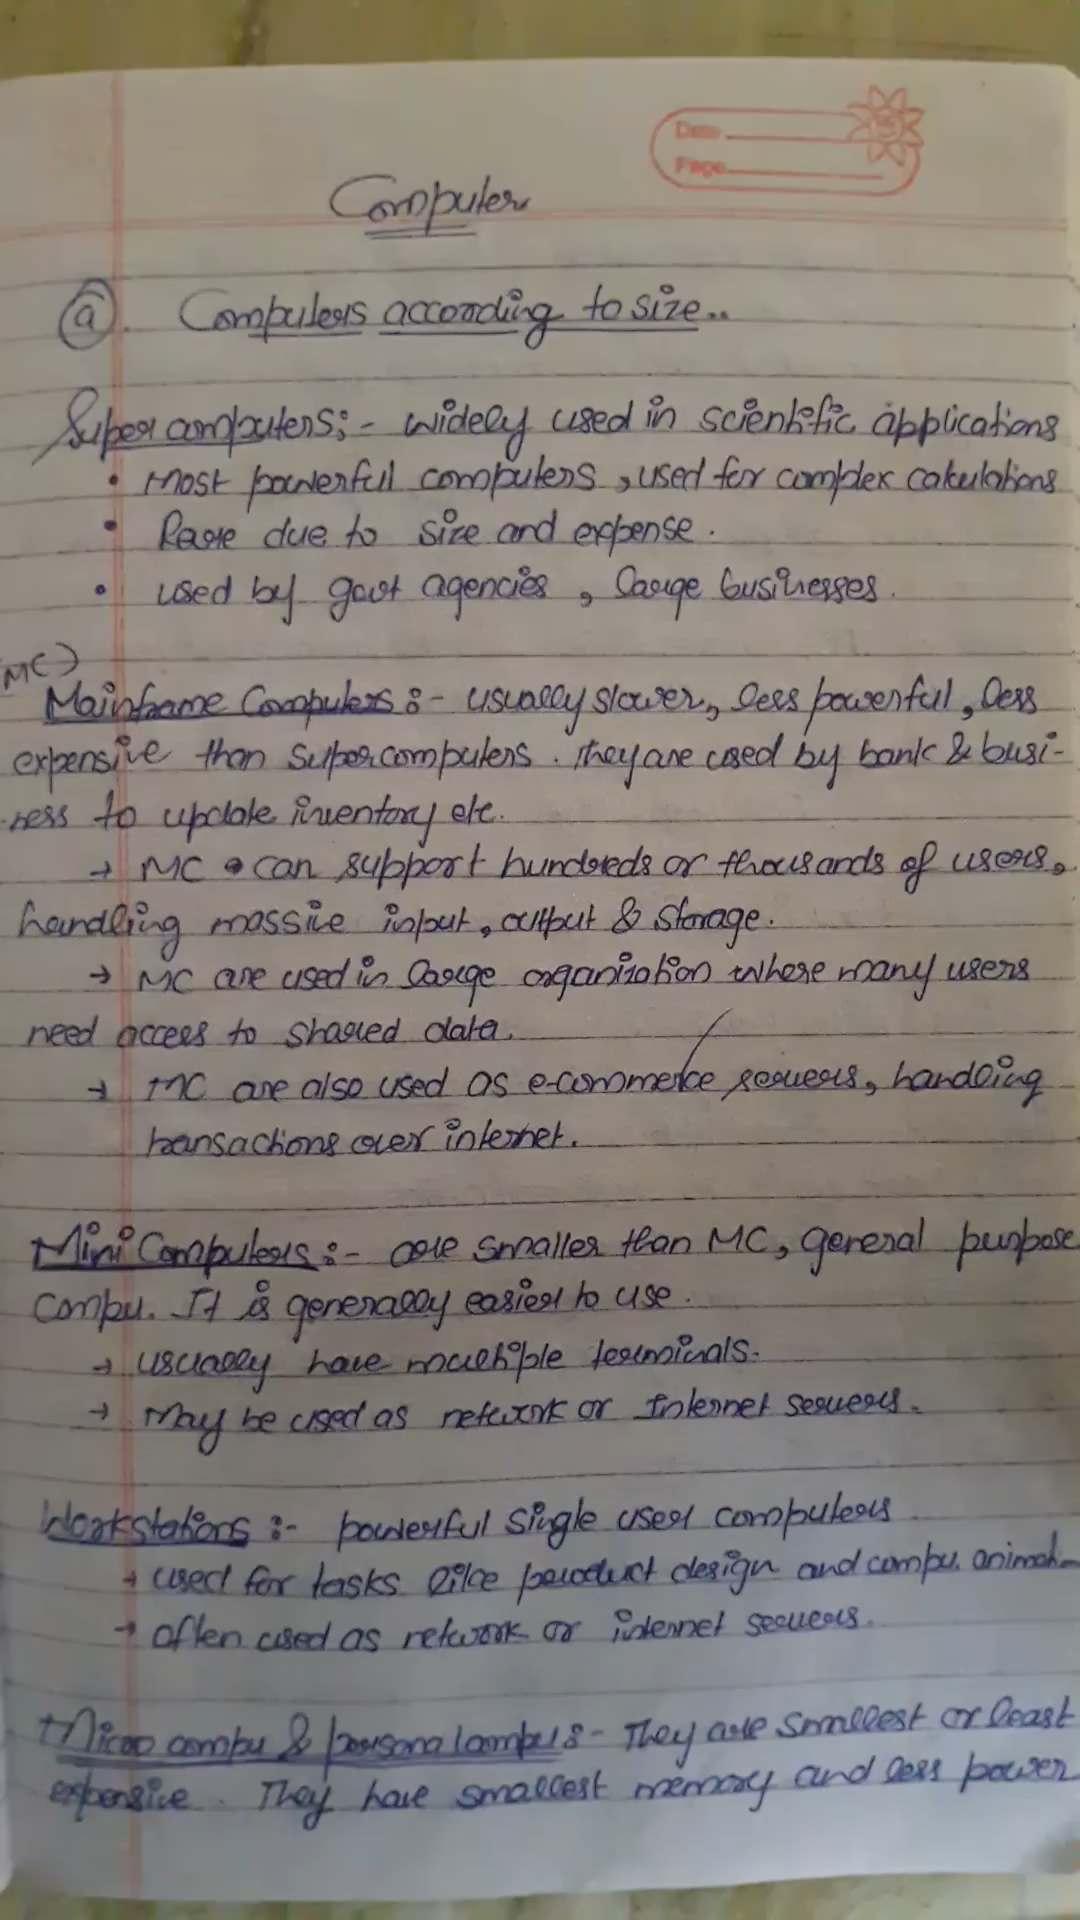 Date
Page
Computer
(a). Computers according to size..
Super computers:- widely used in scientific applications
• Most powerful computers, used for complex calculations
• Rare due to size and expense.
• used by govt agencies, large businesses.
MC)
Mainframe Computers :- usually slower, less powerful, less
expensive than Supercomputers. They are used by bank & busi-
ness to update inventory etc.
→ MC • can support hundreds or thousands of users,
handling massive input, output & storage.
→ MC are used in large organization where many users
need access to shared data.
→ MC are also used as e-commerce servers, handling
transactions over internet.
Mini Computers :- are smaller than MC, general purpose
compu. It is generally easier to use.
→ usually have multiple terminals.
→ May be used as network or Internet servers.
Workstations :- powerful single user computers
→ used for tasks like product design and compu. animati
→ often used as network or internet servers.
Micro compu & personal compu :- They are smallest or least
expensive. They have smallest memory and less power